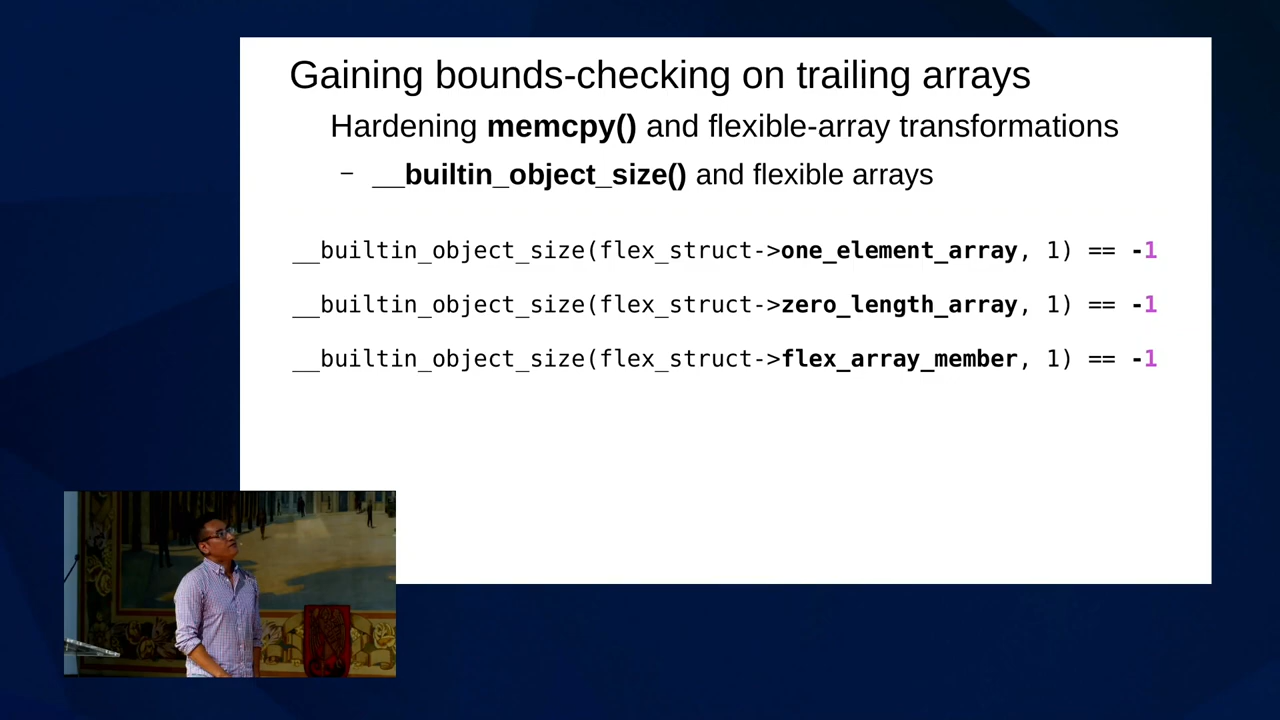 Gaining bounds-checking on trailing arrays
Hardening memcpy() and flexible-array transformations
– __builtin_object_size() and flexible arrays
__builtin_object_size(flex_struct->one_element_array, 1) == -1
__builtin_object_size(flex_struct->zero_length_array, 1) == -1
__builtin_object_size(flex_struct->flex_array_member, 1) == -1